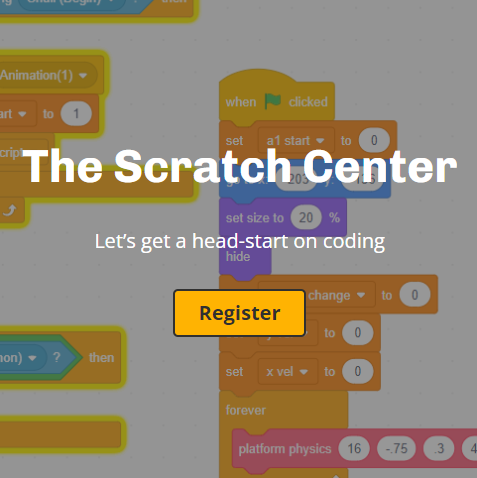 then
Animation(1)
when clicked
art to 1
set a1 start to 0
The Scratch Center
set size to 20 %
Let's get a head-start on coding
hide
change to 0
Register
to 0
non) ? then
set x vel to 0
forever
platform physics 16 -.75 .3 4